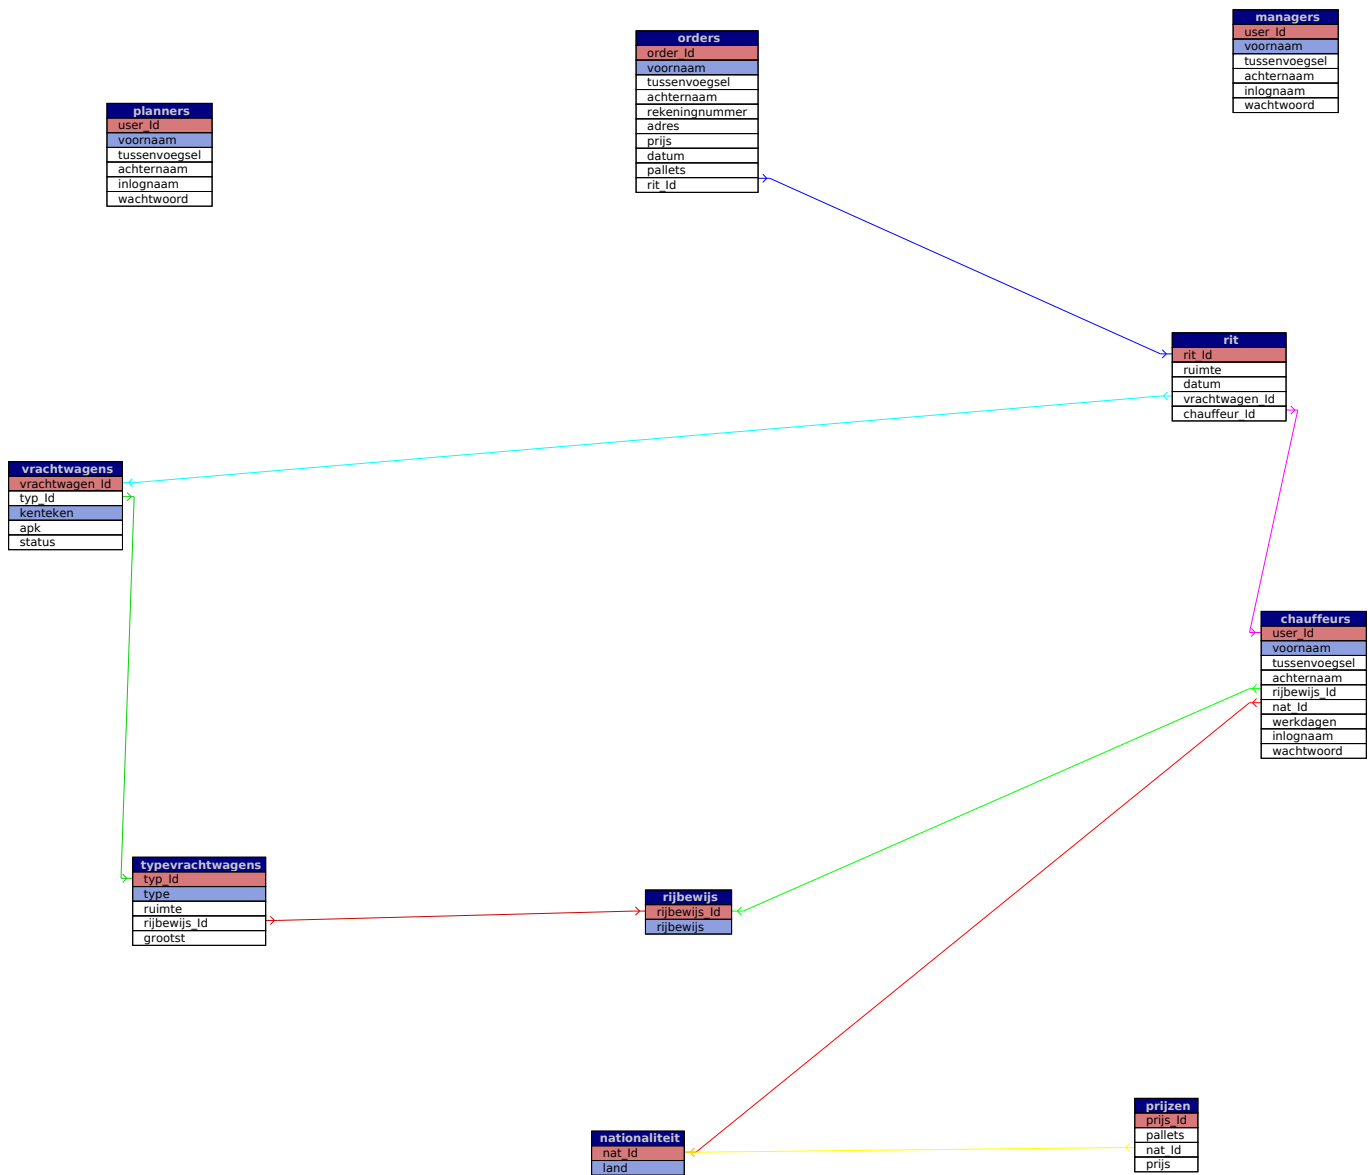 managers
user_Id
voornaam
tussenvoegsel
achternaam
inlognaam
wachtwoord
orders
order_Id
voornaam
tussenvoegsel
achternaam
rekeningnummer
adres
prijs
datum
pallets
rit_Id
planners
user_Id
voornaam
tussenvoegsel
achternaam
inlognaam
wachtwoord
rit
rit_Id
ruimte
datum
vrachtwagen_Id
chauffeur_Id
vrachtwagens
vrachtwagen_Id
typ_Id
kenteken
apk
status
chauffeurs
user_Id
voornaam
tussenvoegsel
achternaam
rijbewijs_Id
nat_Id
werkdagen
inlognaam
wachtwoord
typevrachtwagens
typ_Id
type
ruimte
rijbewijs_Id
grootst
rijbewijs
rijbewijs_Id
rijbewijs
prijzen
prijs_Id
pallets
nat_Id
prijs
nationaliteit
nat_Id
land